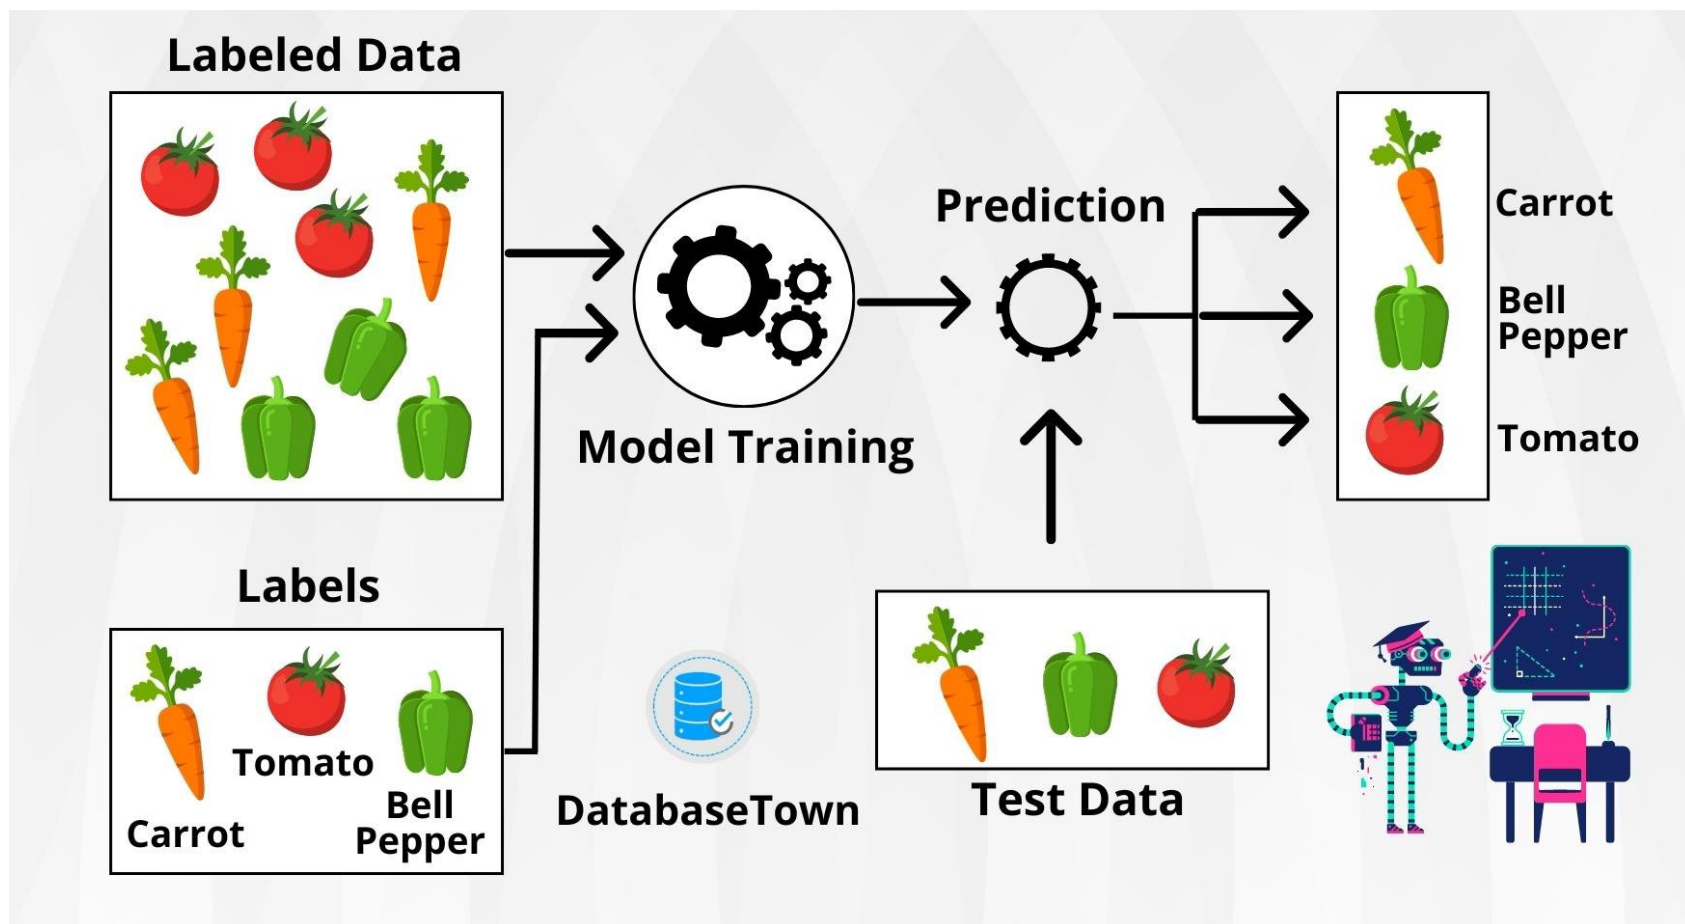 Labeled Data
Model Training
Prediction
Carrot
Bell
Pepper
Tomato
Labels
Carrot
Tomato
Bell
Pepper
DatabaseTown
Test Data